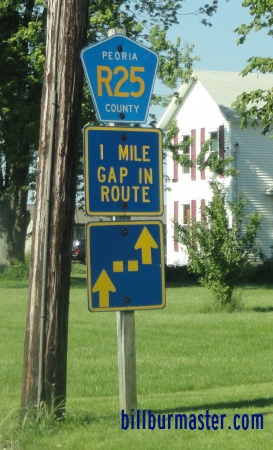 PEORIA
R25
COUNTY
1 MILE
GAP IN
ROUTE
billburmaster.com